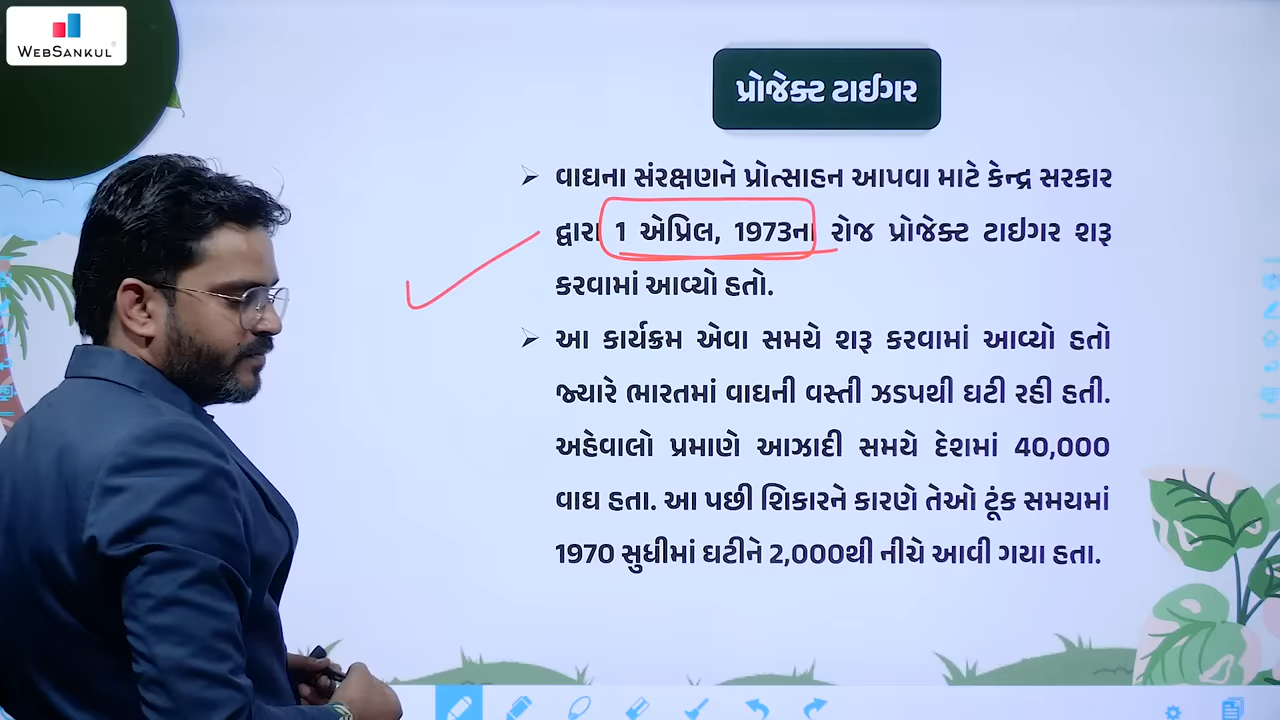 WEBSANKUL
પ્રોજેક્ટ ટાઈગર
વાઘના સંરક્ષણને પ્રોત્સાહન આપવા માટે કેન્દ્ર સરકાર
દ્વારા 1 એપ્રિલ, 1973ના રોજ પ્રોજેક્ટ ટાઇગર શરૂ
કરવામાં આવ્યો હતો.
આ કાર્યક્રમ એવા સમયે શરૂ કરવામાં આવ્યો હતો
જ્યારે ભારતમાં વાઘની વસ્તી ઝડપથી ઘટી રહી હતી.
અહેવાલો પ્રમાણે આઝાદી સમયે દેશમાં 40,000
વાઘ હતા. આ પછી શિકારને કારણે તેઓ ટૂંક સમયમાં
1970 સુધીમાં ઘટીને 2,000થી નીચે આવી ગયા હતા.